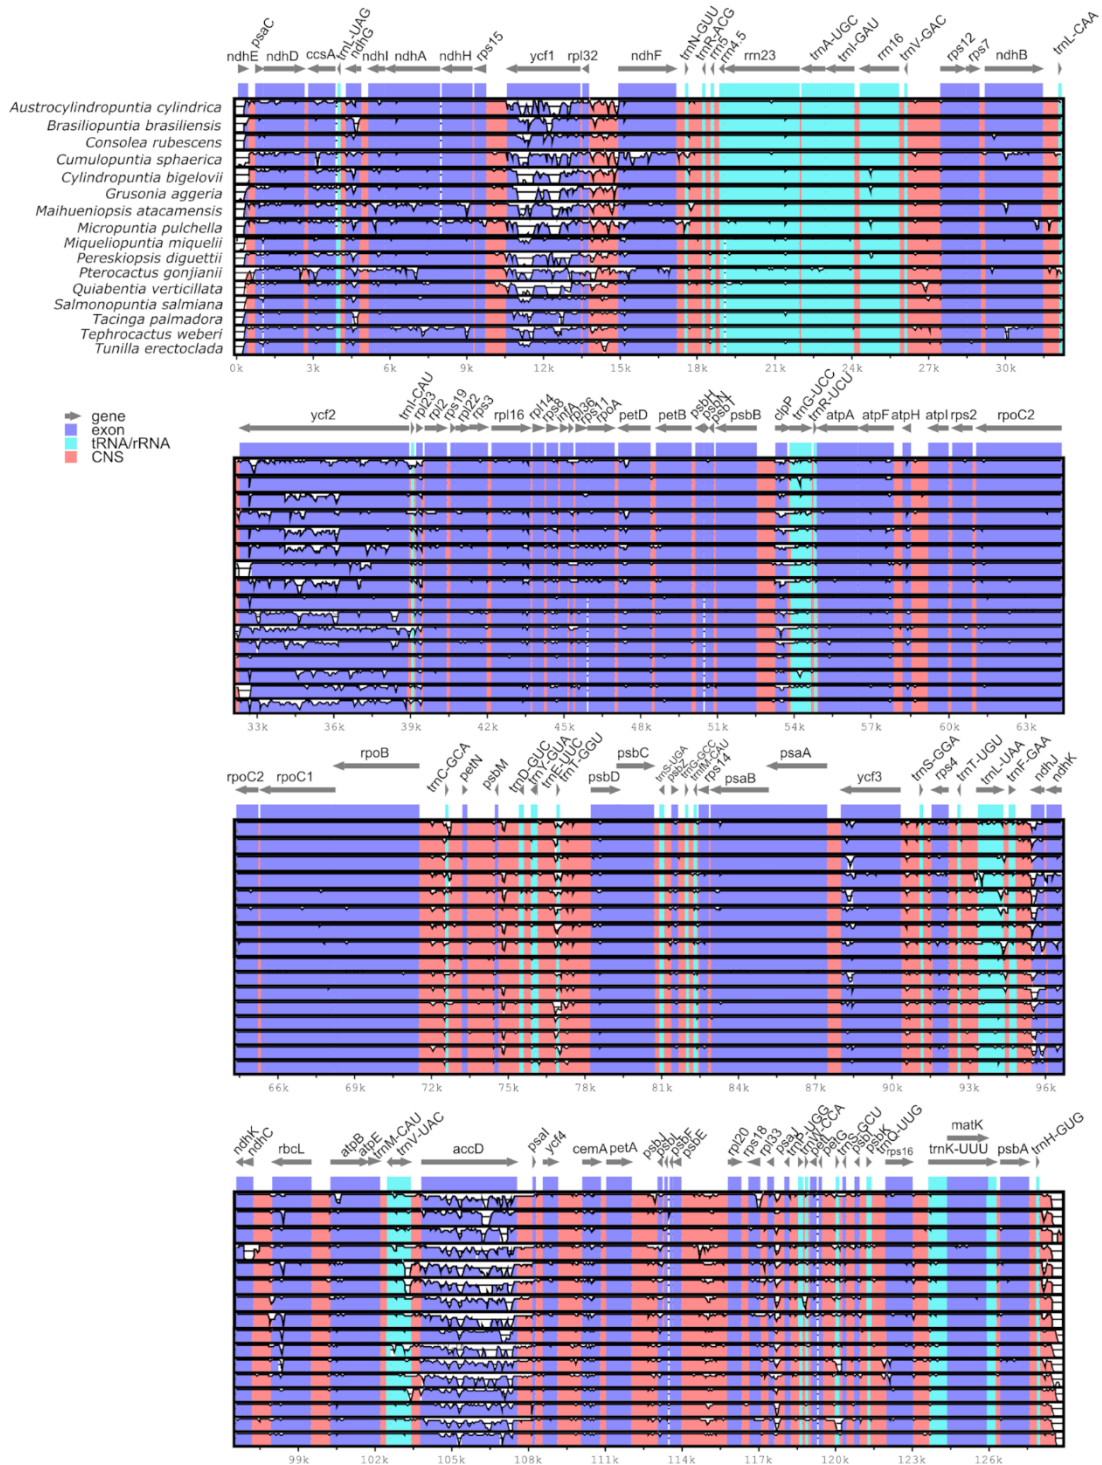 ndhE psaC ndhD ccsA trnL-UAG ndhG ndhI ndhA ndhH rps15 ycf1 rpl32 ndhF trnN-GUU trnR-ACG rrn5 rrn4.5 rrn23 trnA-UGC trnI-GAU rrn16 trnV-GAC rps12 rps7 ndhB trnL-CAA
Austrocylindropuntia cylindrica
Brasiliopuntia brasiliensis
Consolea rubescens
Cumulopuntia sphaerica
Cylindropuntia bigelovii
Grusonia aggeria
Maihueniopsis atacamensis
Micropuntia pulchella
Miqueliopuntia miquelii
Pereskiopsis diguettii
Pterocactus gonjianii
Quiabentia verticillata
Salmonopuntia salmiana
Tacinga palmadora
Tephrocactus weberi
Tunilla erectoclada
0k 3k 6k 9k 12k 15k 18k 21k 24k 27k 30k
gene
exon
tRNA/rRNA
CNS
ycf2 trnI-CAU rpl23 rpl2 rps19 rpl22 rps3 rpl16 rpl14 rps8 infA rpl36 rps11 rpoA petD petB psbH psbN psbT psbB clpP trnG-UCC trnR-UCU atpA atpF atpH atpI rps2 rpoC2
33k 36k 39k 42k 45k 48k 51k 54k 57k 60k 63k
rpoC2 rpoC1 rpoB trnC-GCA petN psbM trnD-GUC trnY-GUA trnE-UUC trnT-GGU psbD psbC trnS-UGA psbZ trnG-GCC trnM-CAU rps14 psaB psaA ycf3 trnS-GGA rps4 trnT-UGU trnL-UAA trnF-GAA ndhJ ndhK
66k 69k 72k 75k 78k 81k 84k 87k 90k 93k 96k
ndhK ndhC rbcL atpB atpE trnM-CAU trnV-UAC accD psaI ycf4 cemA petA psbJ psbL psbF psbE rpl20 rps18 rpl33 psaJ trnP-UGG trnW-CCA petL petG trnS-GCU psbI psbK trnQ-UUG rps16 trnK-UUU matK psbA trnH-GUG
99k 102k 105k 108k 111k 114k 117k 120k 123k 126k